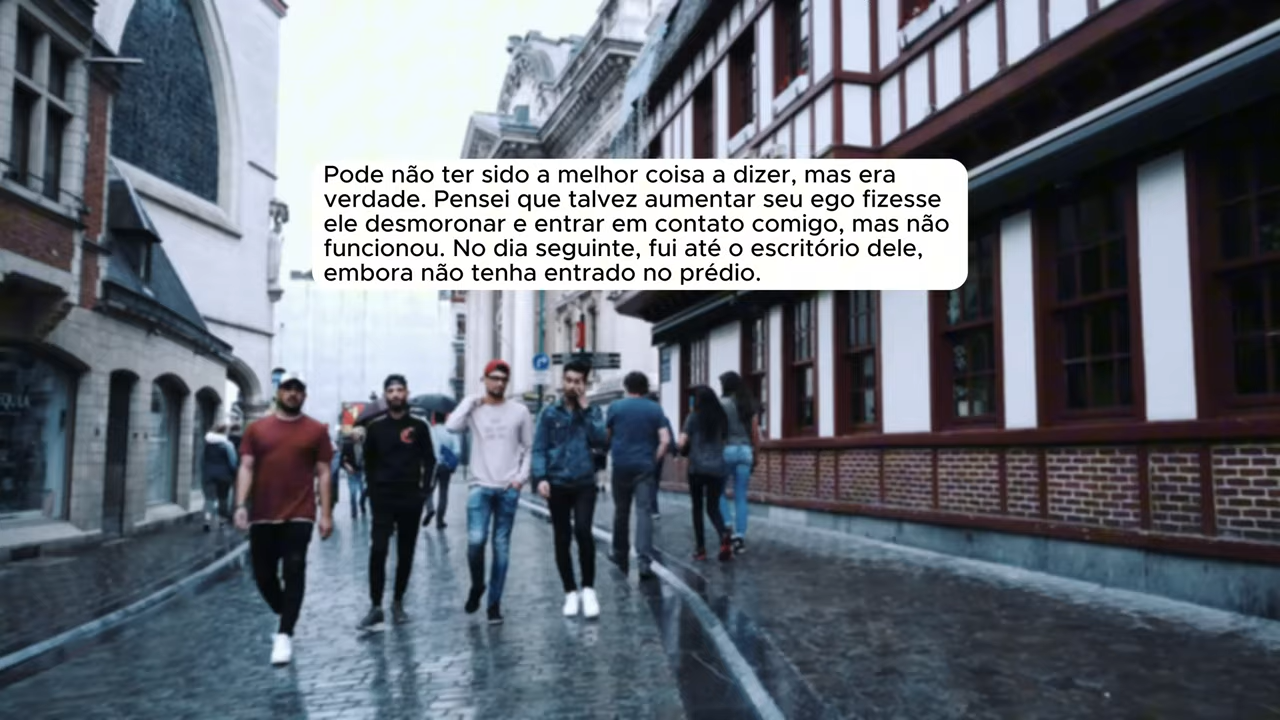 Pode não ter sido a melhor coisa a dizer, mas era
verdade. Pensei que talvez aumentar seu ego fizesse
ele desmoronar e entrar em contato comigo, mas não
funcionou. No dia seguinte, fui até o escritório dele,
embora não tenha entrado no prédio.